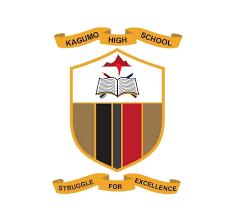 KAGUMO HIGH SCHOOL
STRUGGLE FOR EXCELLENCE